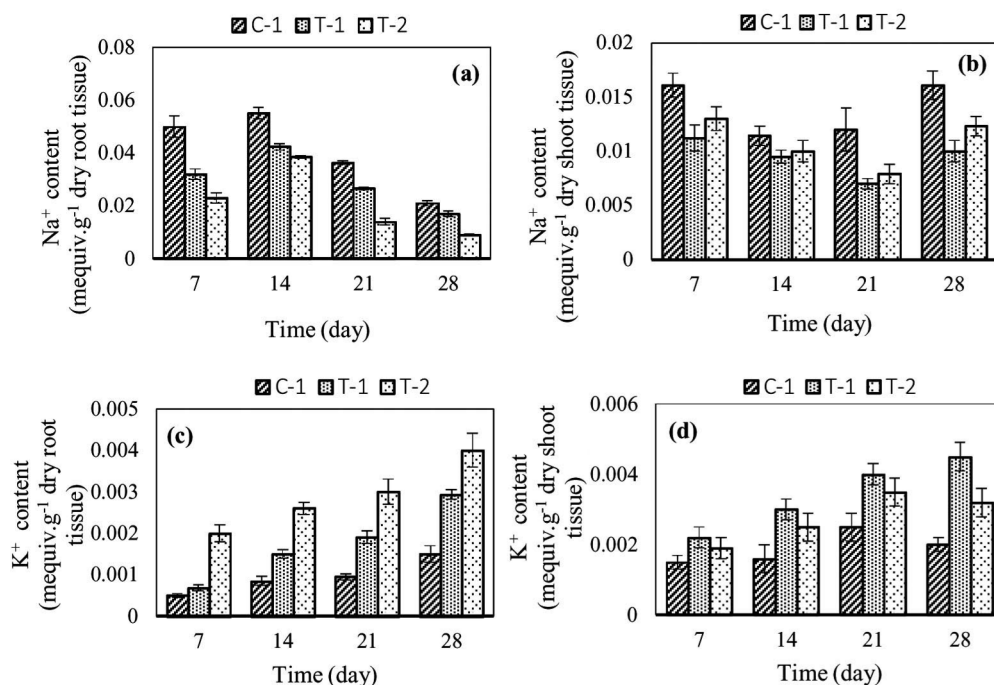 C-1 T-1 T-2
(a)
0.08
0.06
0.04
0.02
0
Na⁺ content
(mequiv.g⁻¹ dry root tissue)
7 14 21 28
Time (day)
C-1 T-1 T-2
(b)
0.02
0.015
0.01
0.005
0
Na⁺ content
(mequiv.g⁻¹ dry shoot tissue)
7 14 21 28
Time (day)
C-1 T-1 T-2
(c)
0.005
0.004
0.003
0.002
0.001
0
K⁺ content
(mequiv.g⁻¹ dry root
tissue)
7 14 21 28
Time (day)
C-1 T-1 T-2
(d)
0.006
0.004
0.002
0
K⁺ content
(mequiv.g⁻¹ dry shoot
tissue)
7 14 21 28
Time (day)